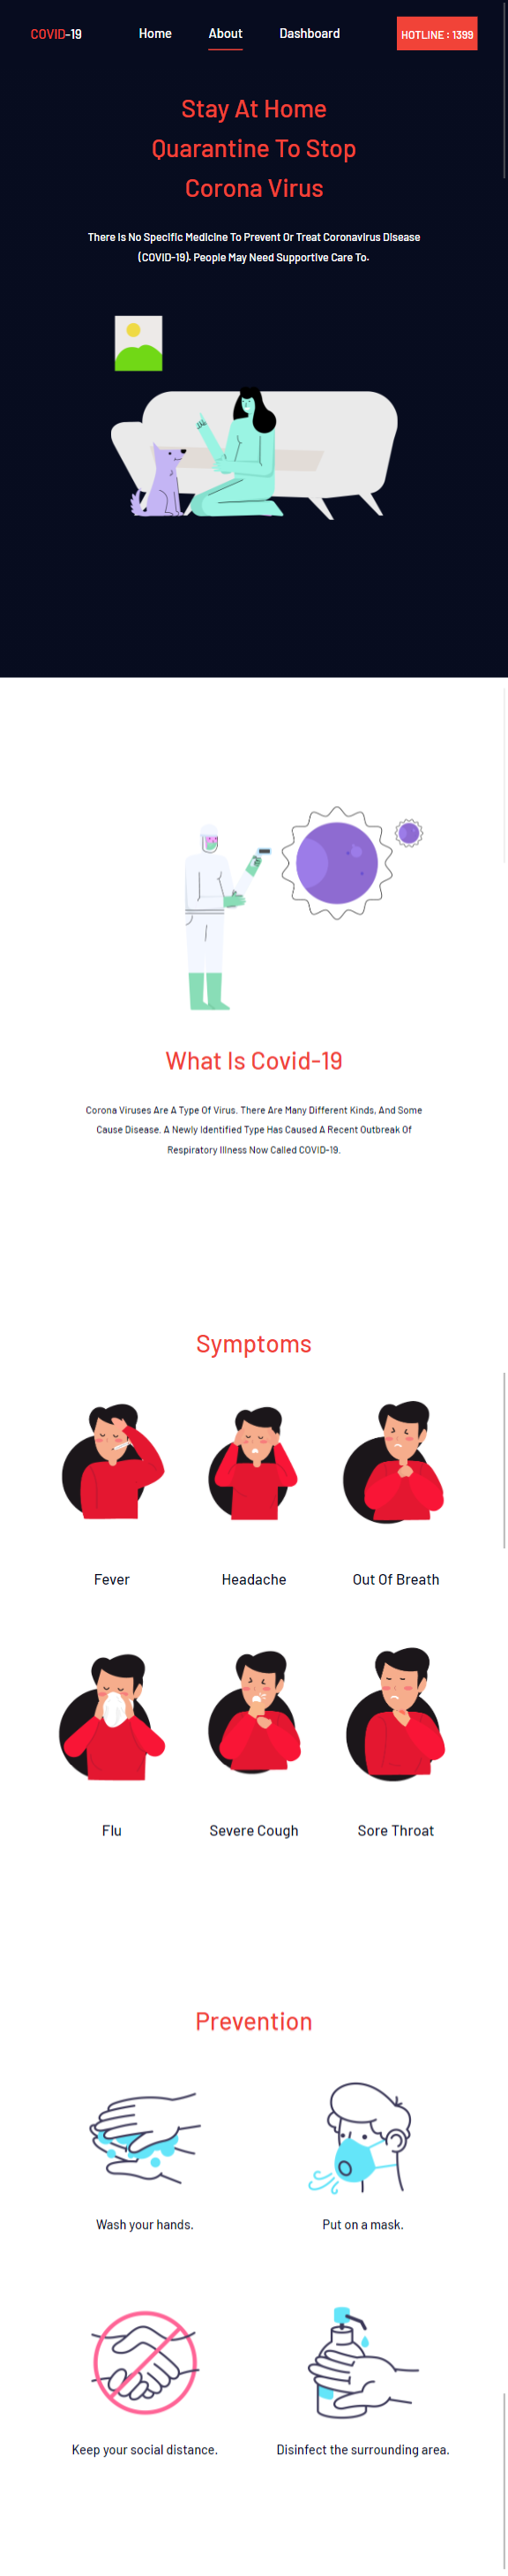 COVID-19
Home
About
Dashboard
HOTLINE : 1399
Stay At Home
Quarantine To Stop
Corona Virus
There Is No Specific Medicine To Prevent Or Treat Coronavirus Disease
(COVID-19). People May Need Supportive Care To.
What Is Covid-19
Corona Viruses Are A Type Of Virus. There Are Many Different Kinds, And Some
Cause Disease. A Newly Identified Type Has Caused A Recent Outbreak Of
Respiratory Illness Now Called COVID-19.
Symptoms
Fever
Headache
Out Of Breath
Flu
Severe Cough
Sore Throat
Prevention
Wash your hands.
Put on a mask.
Keep your social distance.
Disinfect the surrounding area.